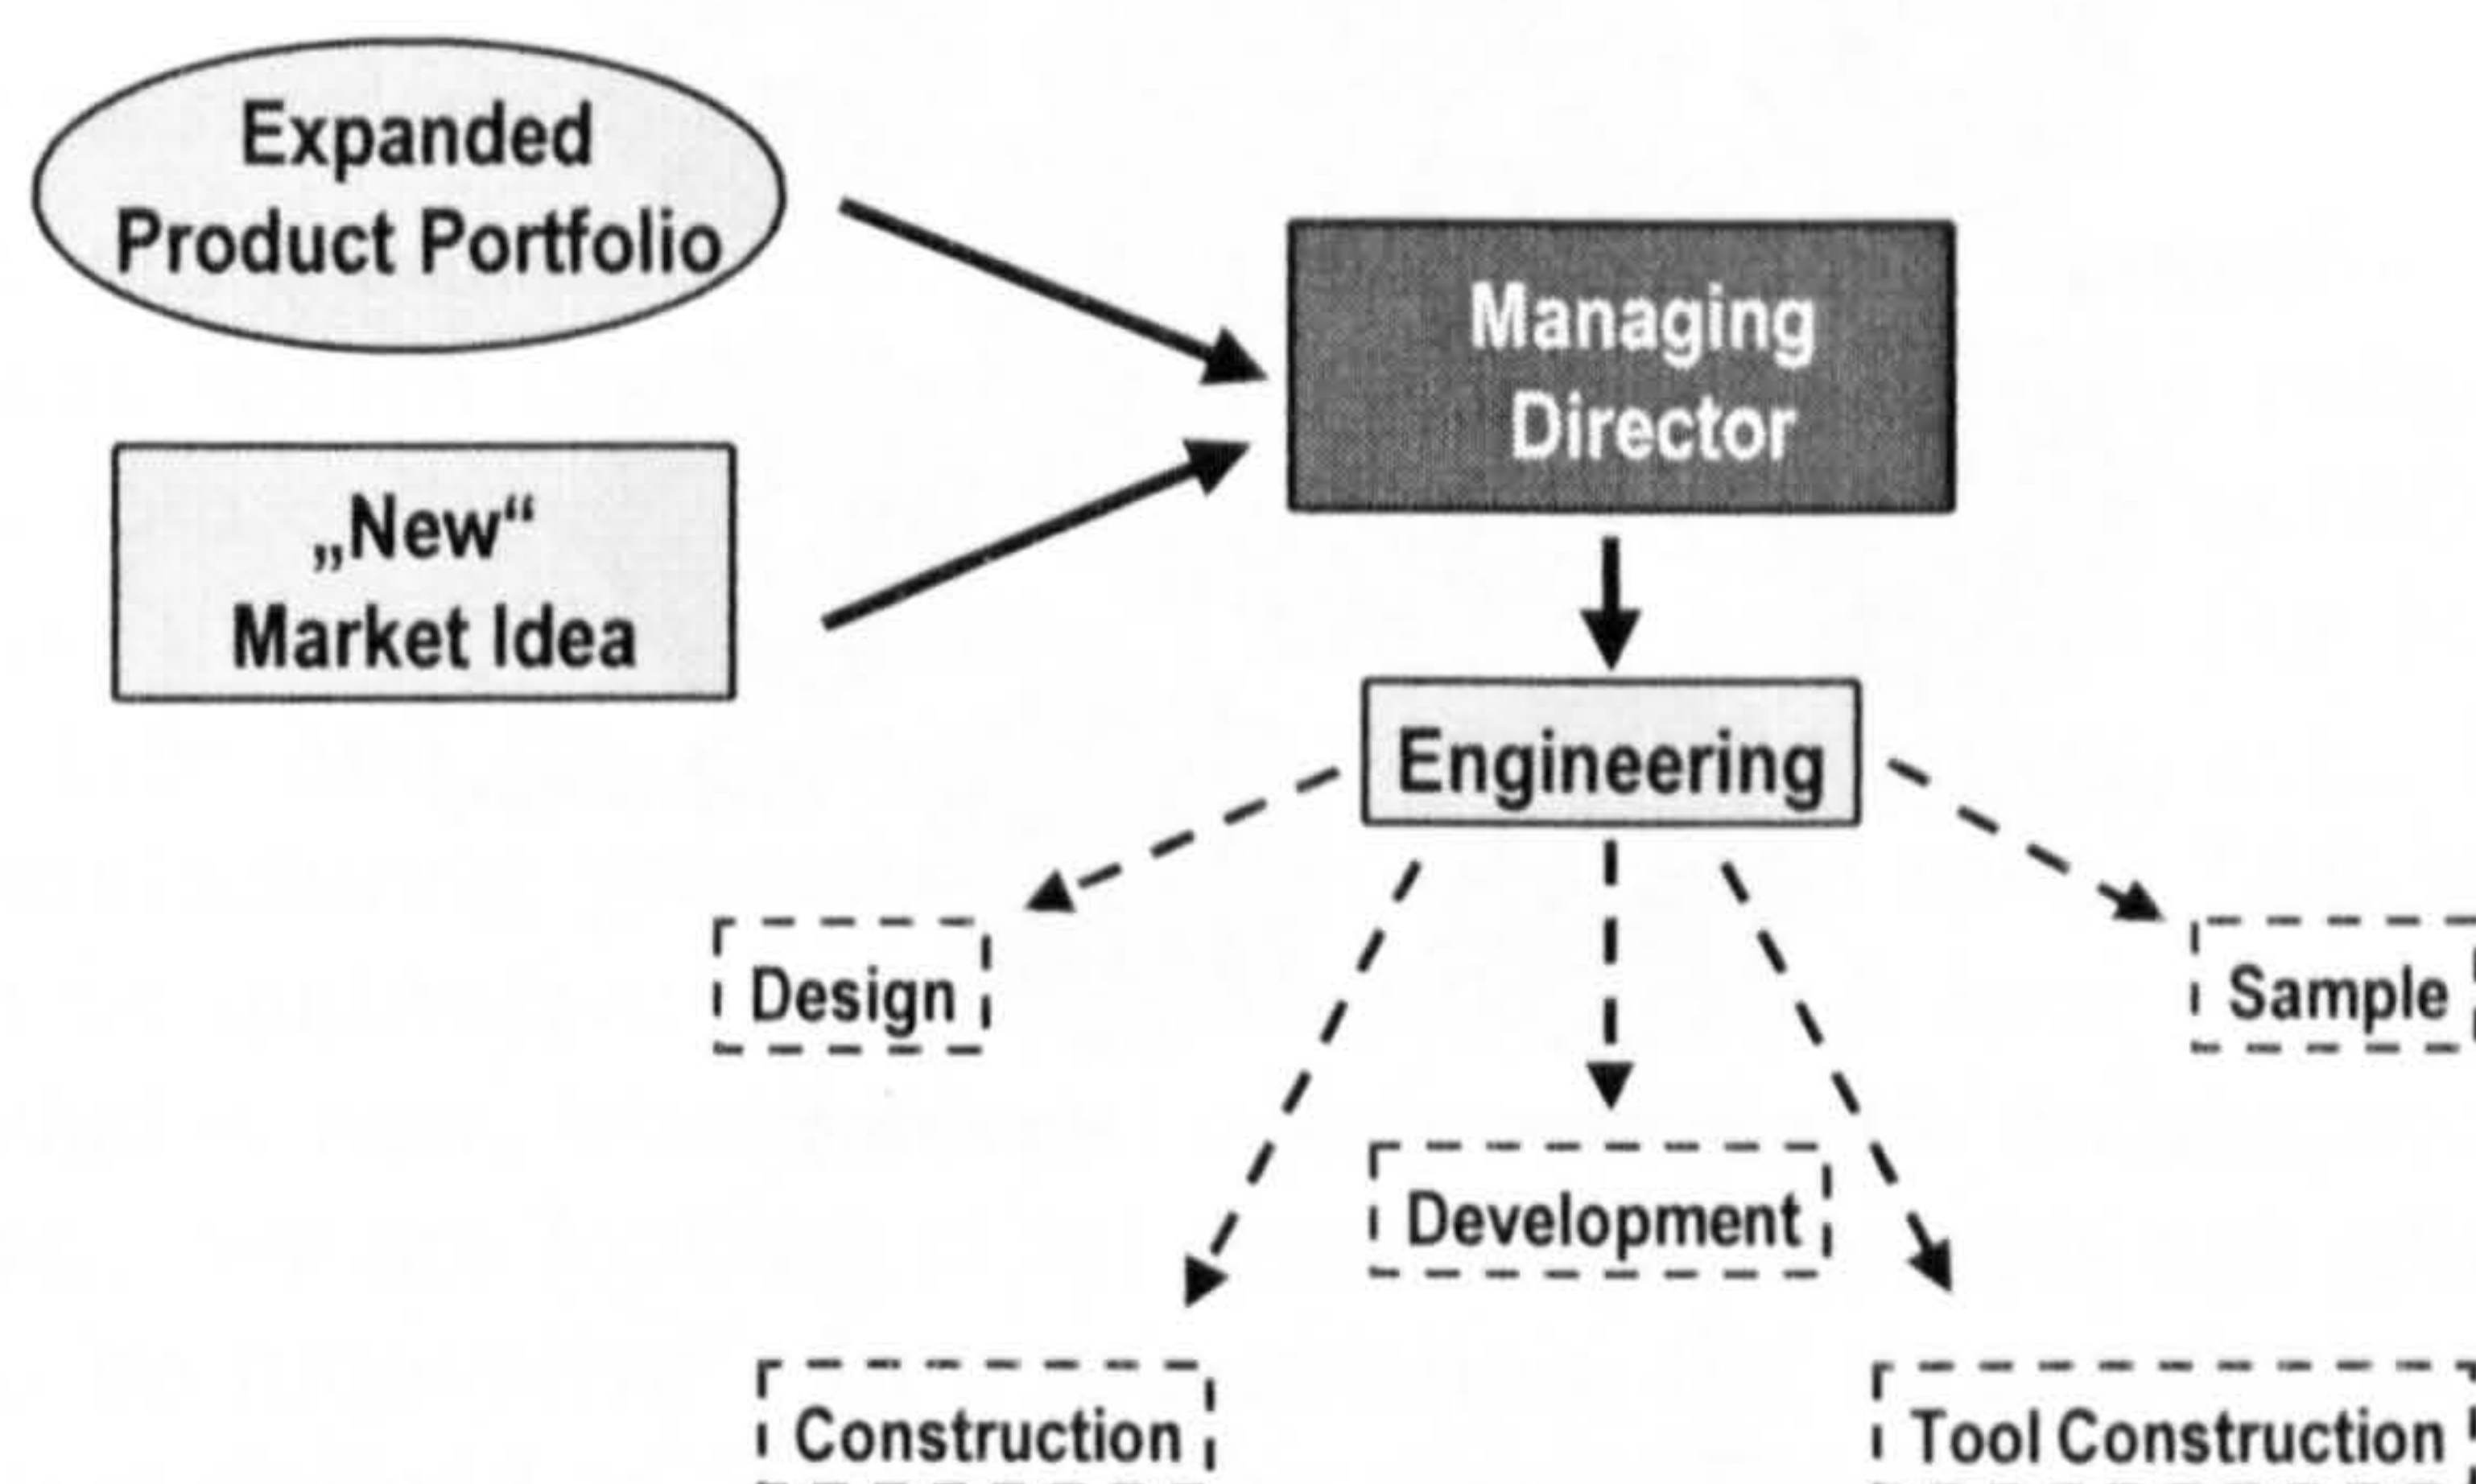 Expanded
Product Portfolio
„New“
Market Idea
Managing
Director
Engineering
Design
Sample
Development
Construction
Tool Construction